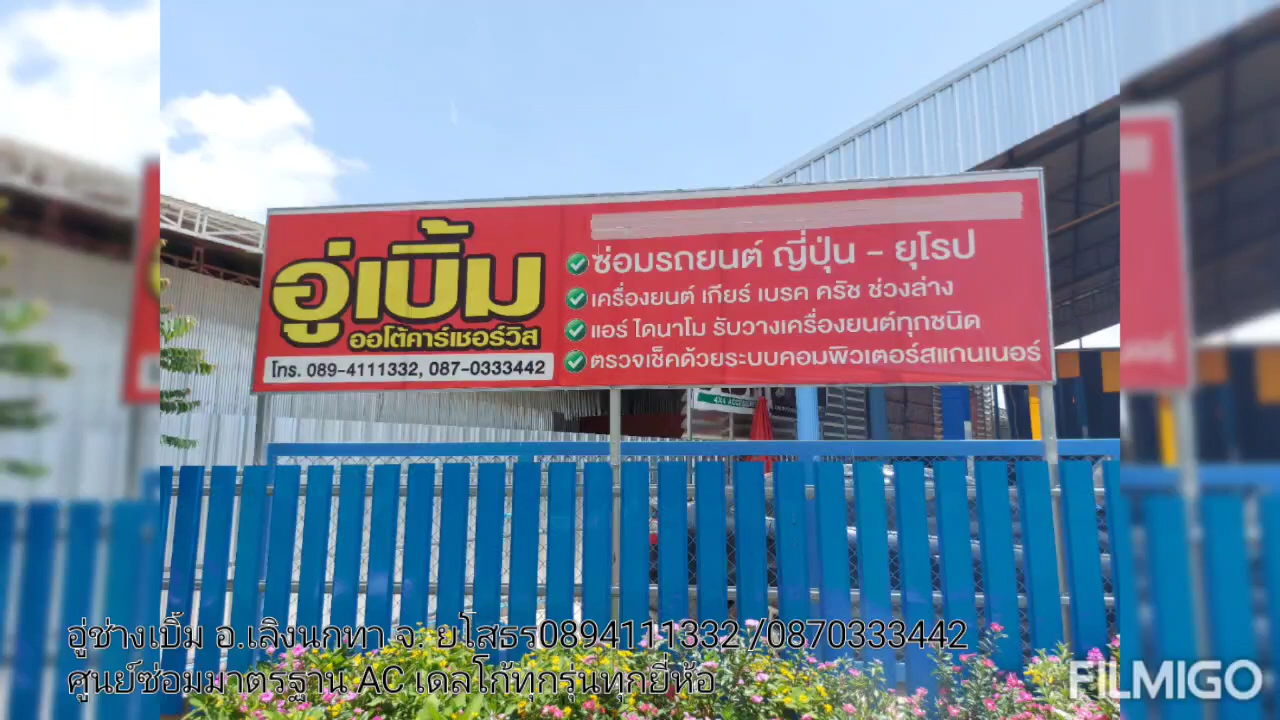 อู่เบิ้ม
ออโต้คาร์เซอร์วิส
โทร. 089-4111332, 087-0333442
ซ่อมรถยนต์ ญี่ปุ่น - ยุโรป
เครื่องยนต์ เกียร์ เบรค ครัช ช่วงล่าง
แอร์ ไดนาโม รับวางเครื่องยนต์ทุกชนิด
ตรวจเช็คด้วยระบบคอมพิวเตอร์สแกนเนอร์
อู่ช่างเบิ้ม อ.เลิงนกทา จ. ยโสธร0894111332 /0870333442
ศูนย์ซ่อมมาตรฐาน AC เดลโก้ทุกรุ่นทุกยี่ห้อ
FILMIGO